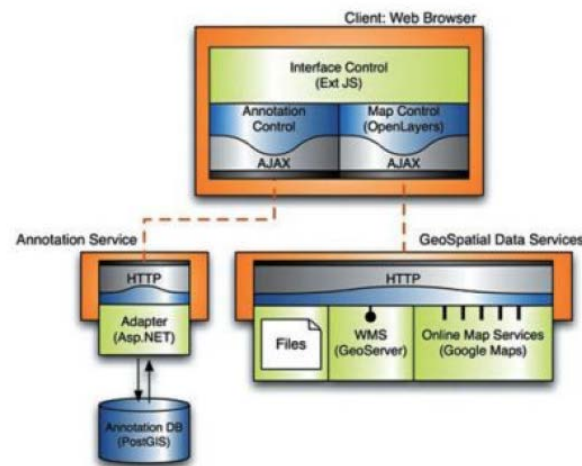 Client: Web Browser
Interface Control
(Ext JS)
Annotation
Control
Map Control
(OpenLayers)
AJAX
AJAX
Annotation Service
GeoSpatial Data Services
HTTP
HTTP
Adapter
(Asp.NET)
Files
WMS
(GeoServer)
Online Map Services
(Google Maps)
Annotation DB
(PostGIS)